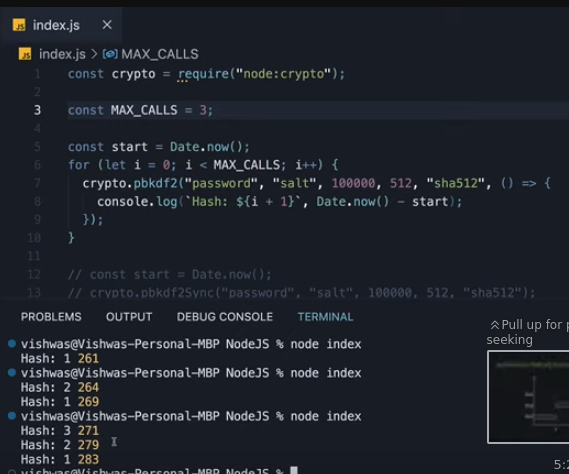 JS index.js ×
JS index.js > MAX_CALLS
1 const crypto = require("node:crypto");
2
3 const MAX_CALLS = 3;
4
5 const start = Date.now();
6 for (let i = 0; i < MAX_CALLS; i++) {
7 crypto.pbkdf2("password", "salt", 100000, 512, "sha512", () => {
8 console.log(`Hash: ${i + 1}`, Date.now() - start);
9 });
10 }
11
12 // const start = Date.now();
13 // crypto.pbkdf2Sync("password", "salt", 100000, 512, "sha512");
PROBLEMS OUTPUT DEBUG CONSOLE TERMINAL
Pull up for p
seeking
vishwas@Vishwas-Personal-MBP NodeJS % node index
Hash: 1 261
vishwas@Vishwas-Personal-MBP NodeJS % node index
Hash: 2 264
Hash: 1 269
vishwas@Vishwas-Personal-MBP NodeJS % node index
Hash: 3 271
Hash: 2 279
Hash: 1 283
vishwas@Vishwas-Personal-MBP NodeJS %